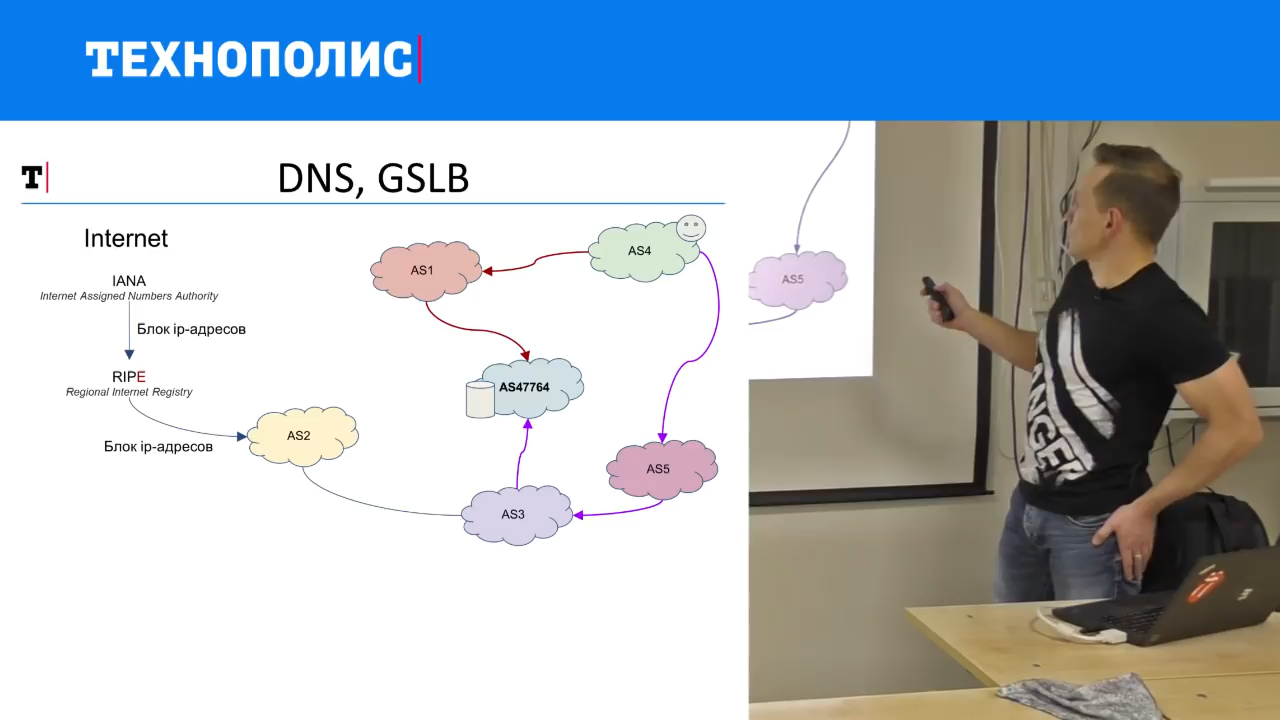 ТЕХНОПОЛИС
Т
DNS, GSLB
Internet
IANA
Internet Assigned Numbers Authority
Блок ip-адресов
RIPE
Regional Internet Registry
Блок ip-адресов
AS2
AS1
AS4
AS47764
AS5
AS3
AS5